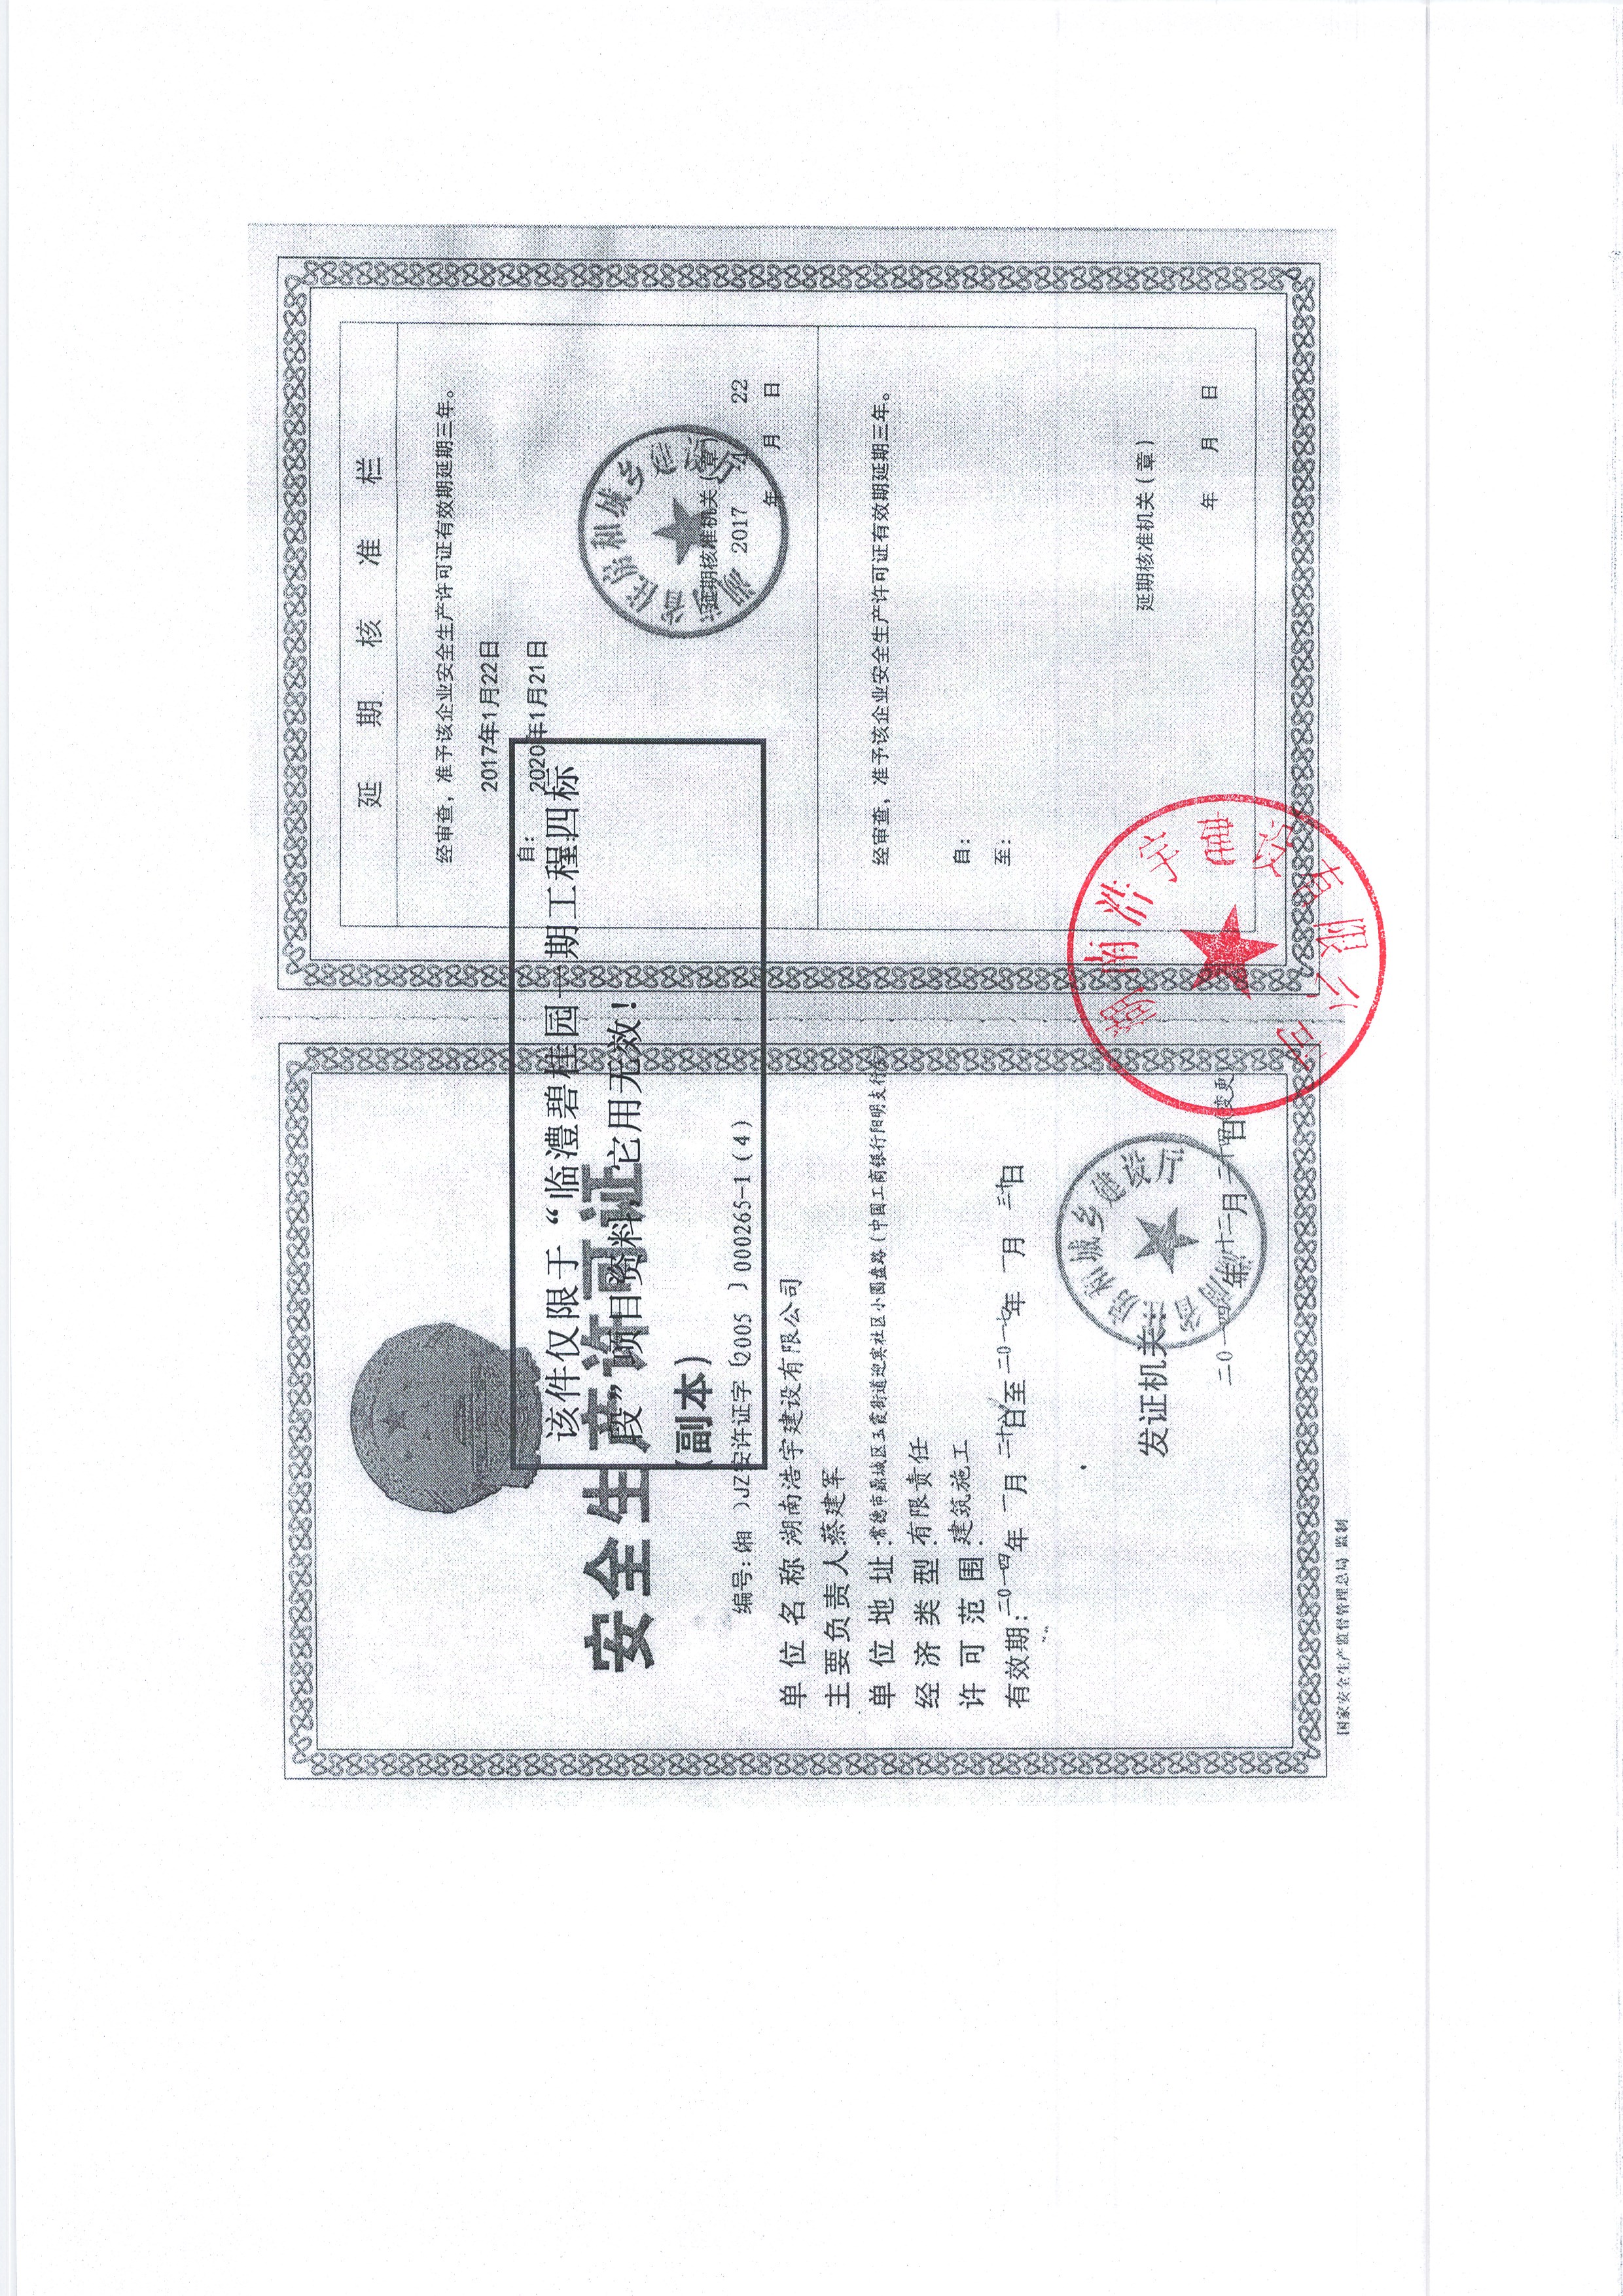 安全生产许可证
(副本)
编号:(湘 )JZ安许证字〔2005 〕000265-1(4)
单位名称:湖南浩宇建设有限公司
主要负责人:蔡建军
单位地址:常德市鼎城区玉霞街道迎宾社区小圆盘路(中国工商银行阳明支行旁)
经济类型:有限责任
许可范围:建筑施工
有效期:二0一四年 一月 二十日至二0一七年 一月 二十日
发证机关:
二0一四年十二月二十四日(变更)
湖南省住房和城乡建设厅
国家安全生产监督管理总局 监制
该件仅限于“临澧碧桂园一期工程四标
段”项目资料,它用无效!
延期核准栏
经审查,准予该企业安全生产许可证有效期延期三年。
2017年1月22日
自:
2020年1月21日
湖南省住房和城乡建设厅
延期核准机关(章)
2017 1 22
年 月 日
经审查,准予该企业安全生产许可证有效期延期三年。
自:
至:
延期核准机关(章)
年 月 日
湖南浩宇建设有限公司